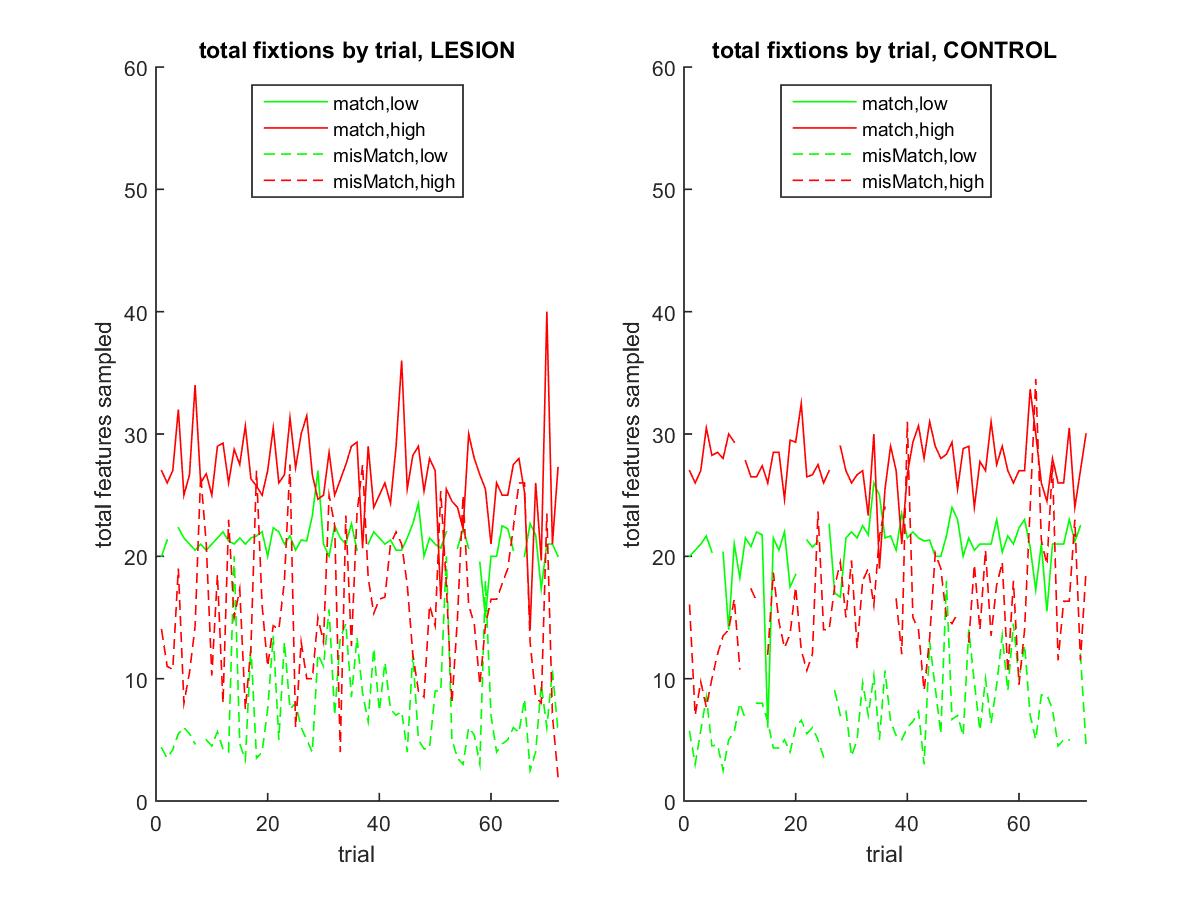 total fixtions by trial, LESION
60
50
40
30
20
10
0
total features sampled
match,low
match,high
misMatch,low
misMatch,high
0 20 40 60
trial
total fixtions by trial, CONTROL
60
50
40
30
20
10
0
total features sampled
match,low
match,high
misMatch,low
misMatch,high
0 20 40 60
trial